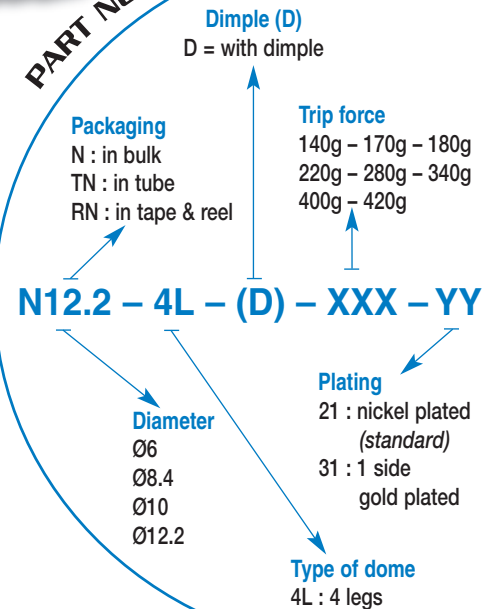 PART
Dimple (D)
D = with dimple
Packaging
N : in bulk
TN : in tube
RN : in tape & reel
Trip force
140g – 170g – 180g
220g – 280g – 340g
400g – 420g
N12.2 – 4L – (D) – XXX – YY
Diameter
Ø6
Ø8.4
Ø10
Ø12.2
Plating
21 : nickel plated
(standard)
31 : 1 side
gold plated
Type of dome
4L : 4 legs